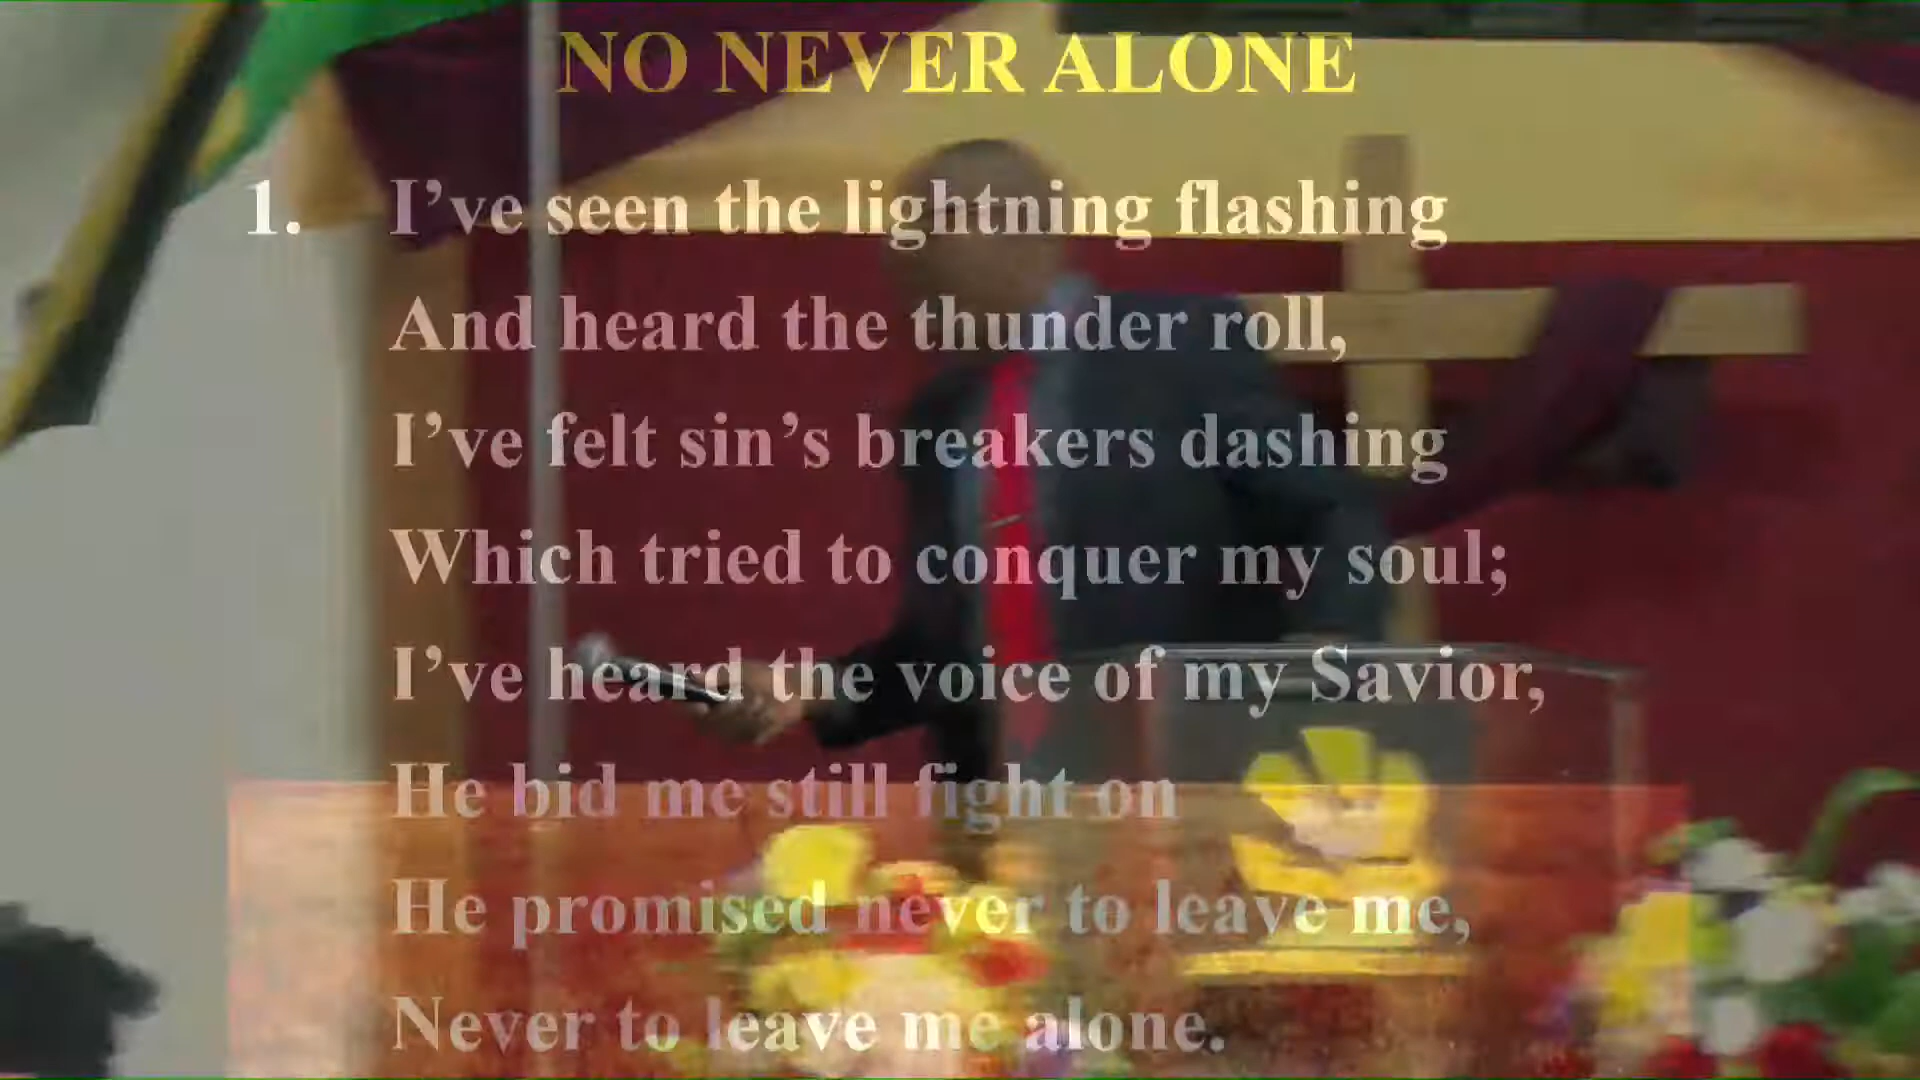 NO NEVER ALONE
1. I’ve seen the lightning flashing
And heard the thunder roll,
I’ve felt sin’s breakers dashing
Which tried to conquer my soul;
I’ve heard the voice of my Savior,
He bid me still fight on
He promised never to leave me,
Never to leave me alone.